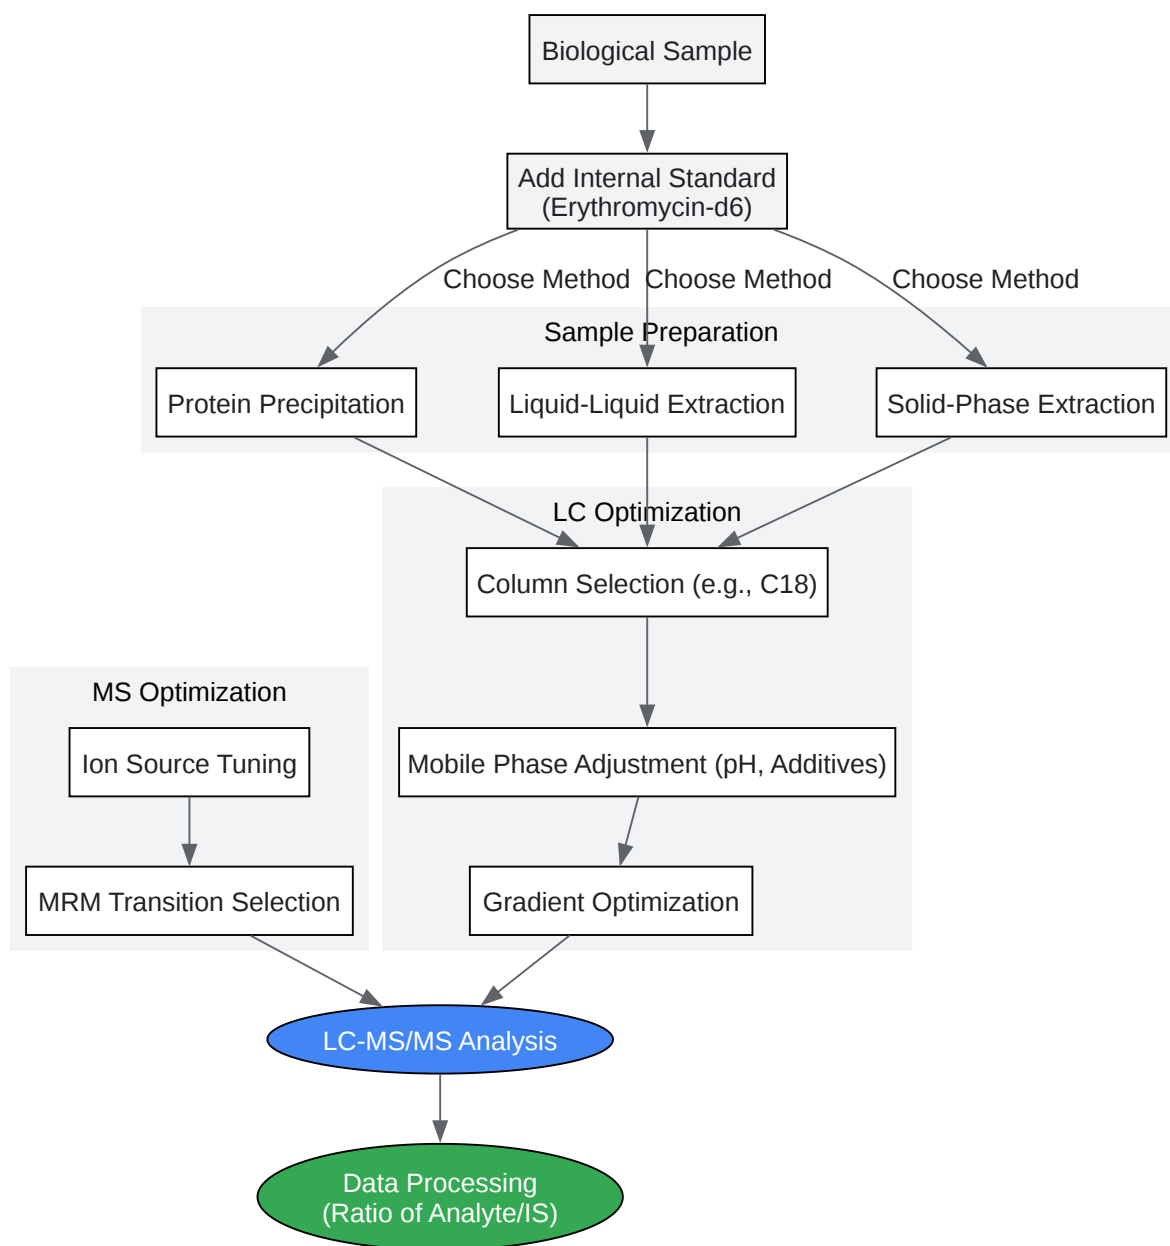 Biological Sample
Add Internal Standard
(Erythromycin-d6)
Choose Method
Choose Method
Choose Method
Sample Preparation
Protein Precipitation
Liquid-Liquid Extraction
Solid-Phase Extraction
LC Optimization
Column Selection (e.g., C18)
MS Optimization
Ion Source Tuning
Mobile Phase Adjustment (pH, Additives)
MRM Transition Selection
Gradient Optimization
LC-MS/MS Analysis
Data Processing
(Ratio of Analyte/IS)